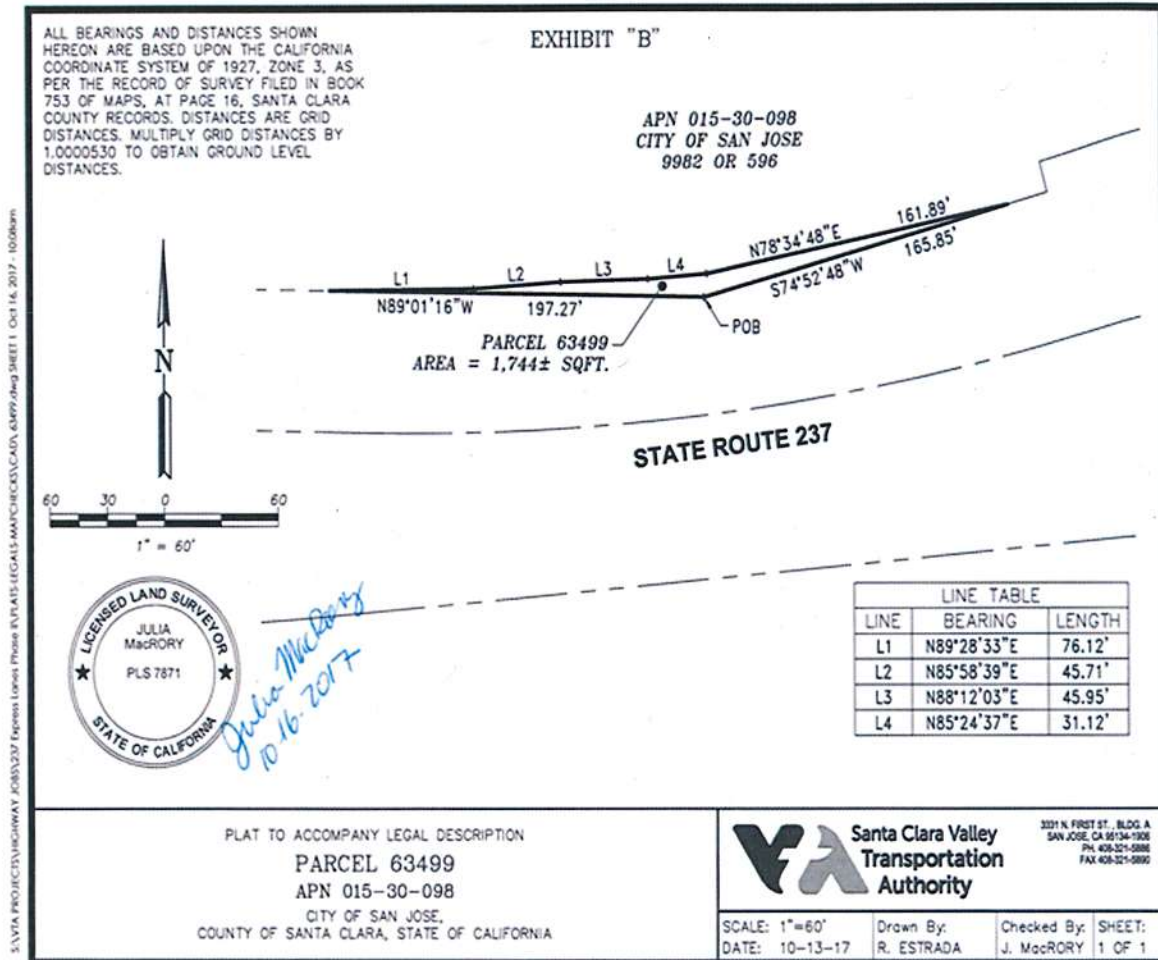 ALL BEARINGS AND DISTANCES SHOWN
HEREON ARE BASED UPON THE CALIFORNIA
COORDINATE SYSTEM OF 1927, ZONE 3, AS
PER THE RECORD OF SURVEY FILED IN BOOK
753 OF MAPS, AT PAGE 16, SANTA CLARA
COUNTY RECORDS. DISTANCES ARE GRID
DISTANCES. MULTIPLY GRID DISTANCES BY
1.0000530 TO OBTAIN GROUND LEVEL
DISTANCES.
EXHIBIT "B"
APN 015-30-098
CITY OF SAN JOSE
9982 OR 596
N78°34'48"E 161.89'
S74°52'48"W 165.85'
L1 L2 L3 L4
N89°01'16"W 197.27'
POB
PARCEL 63499
AREA = 1,744± SQFT.
N
STATE ROUTE 237
60 30 0 60
1" = 60'
LICENSED LAND SURVEYOR
JULIA
MacRORY
PLS 7871
STATE OF CALIFORNIA
Julia MacRory
10-16-2017
LINE TABLE
LINE BEARING LENGTH
L1 N89°28'33"E 76.12'
L2 N85°58'39"E 45.71'
L3 N88°12'03"E 45.95'
L4 N85°24'37"E 31.12'
PLAT TO ACCOMPANY LEGAL DESCRIPTION
PARCEL 63499
APN 015-30-098
CITY OF SAN JOSE,
COUNTY OF SANTA CLARA, STATE OF CALIFORNIA
VTA
Santa Clara Valley
Transportation
Authority
3331 N. FIRST ST., BLDG. A
SAN JOSE, CA 95134-1906
PH. 408-321-5886
FAX 408-321-5890
SCALE: 1"=60' Drawn By: Checked By: SHEET:
DATE: 10-13-17 R. ESTRADA J. MacRORY 1 OF 1